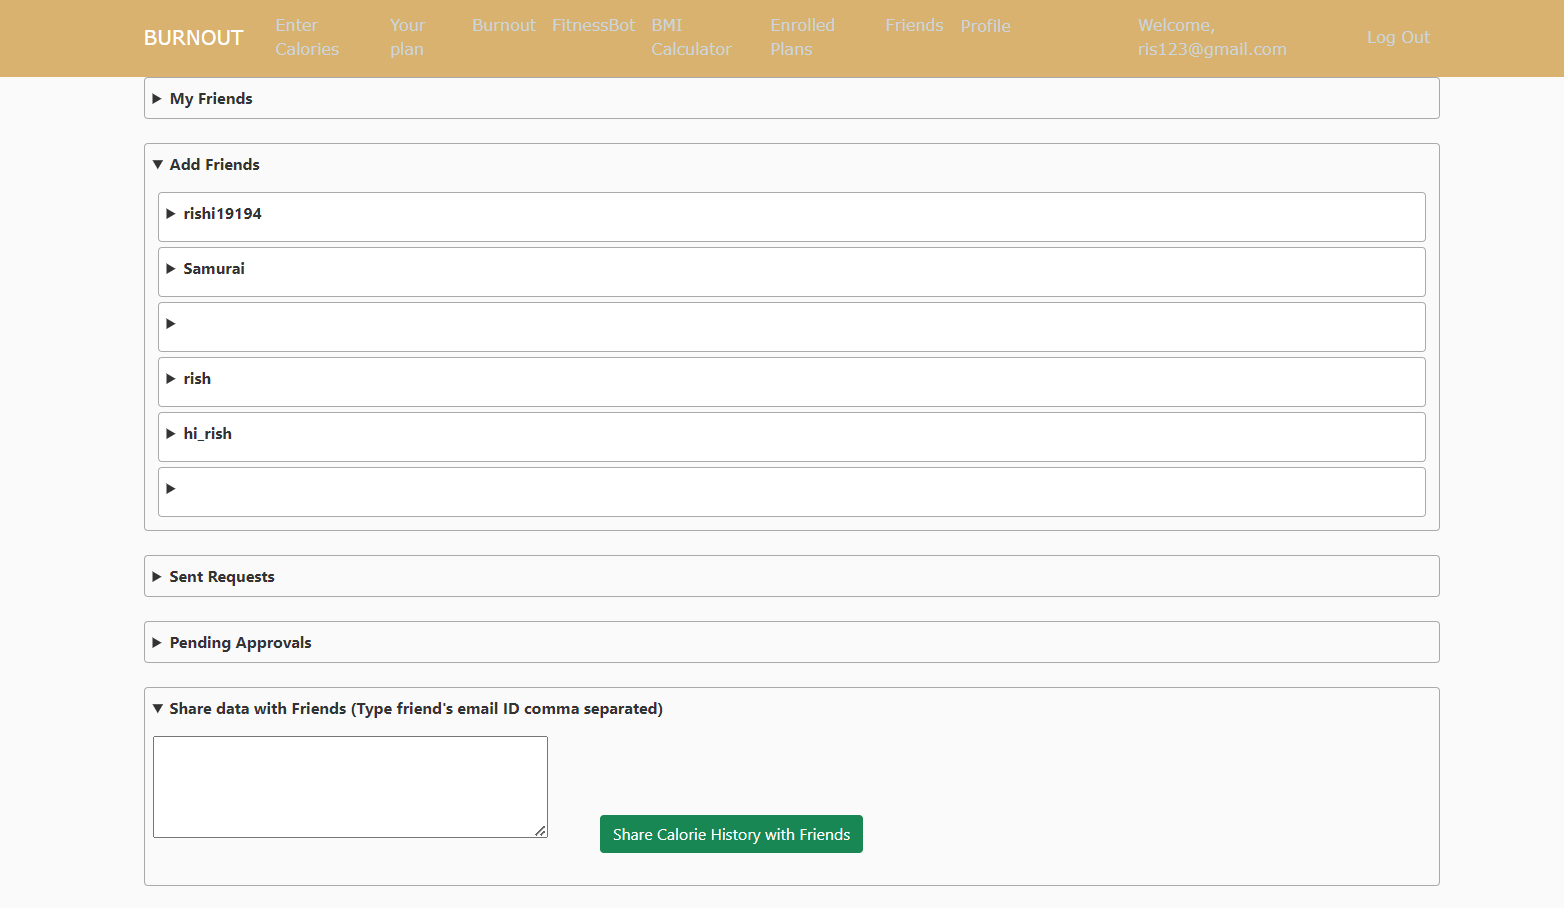 BURNOUT
Enter
Calories
Your
plan
Burnout
FitnessBot
BMI
Calculator
Enrolled
Plans
Friends
Profile
Welcome,
ris123@gmail.com
Log Out
My Friends
Add Friends
rishi19194
Samurai
rish
hi_rish
Sent Requests
Pending Approvals
Share data with Friends (Type friend's email ID comma separated)
Share Calorie History with Friends